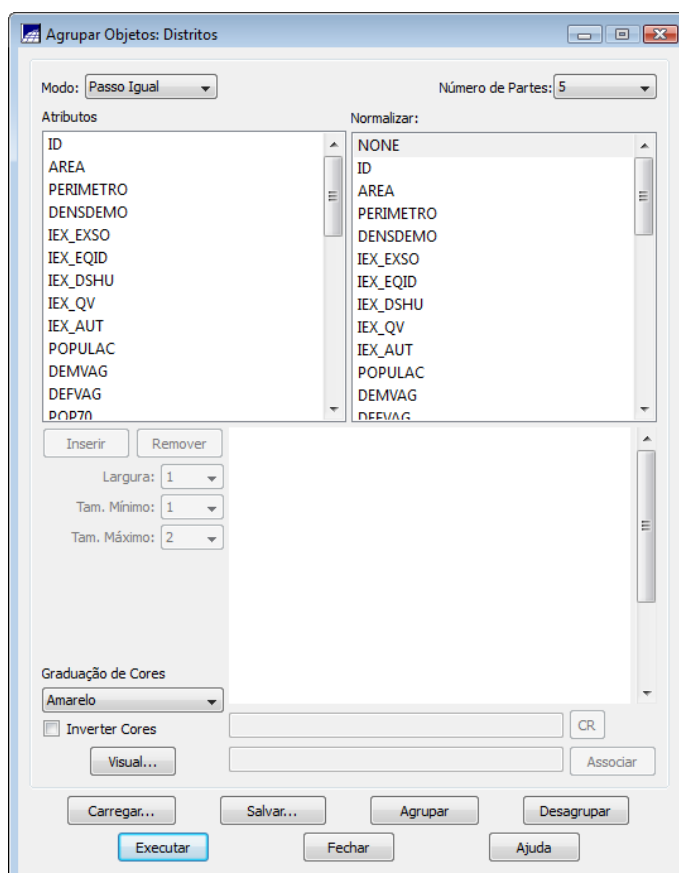 Agrupar Objetos: Distritos
Modo: Passo Igual Número de Partes: 5
Atributos Normalizar:
ID NONE
AREA ID
PERIMETRO AREA
DENSDEMO PERIMETRO
IEX_EXSO DENSDEMO
IEX_EQID IEX_EXSO
IEX_DSHU IEX_EQID
IEX_QV IEX_DSHU
IEX_AUT IEX_QV
POPULAC IEX_AUT
DEMVAG POPULAC
DEFVAG DEMVAG
POP70 DEFVAG
Inserir Remover
Largura: 1
Tam. Mínimo: 1
Tam. Máximo: 2
Graduação de Cores
Amarelo
Inverter Cores CR
Visual... Associar
Carregar... Salvar... Agrupar Desagrupar
Executar Fechar Ajuda